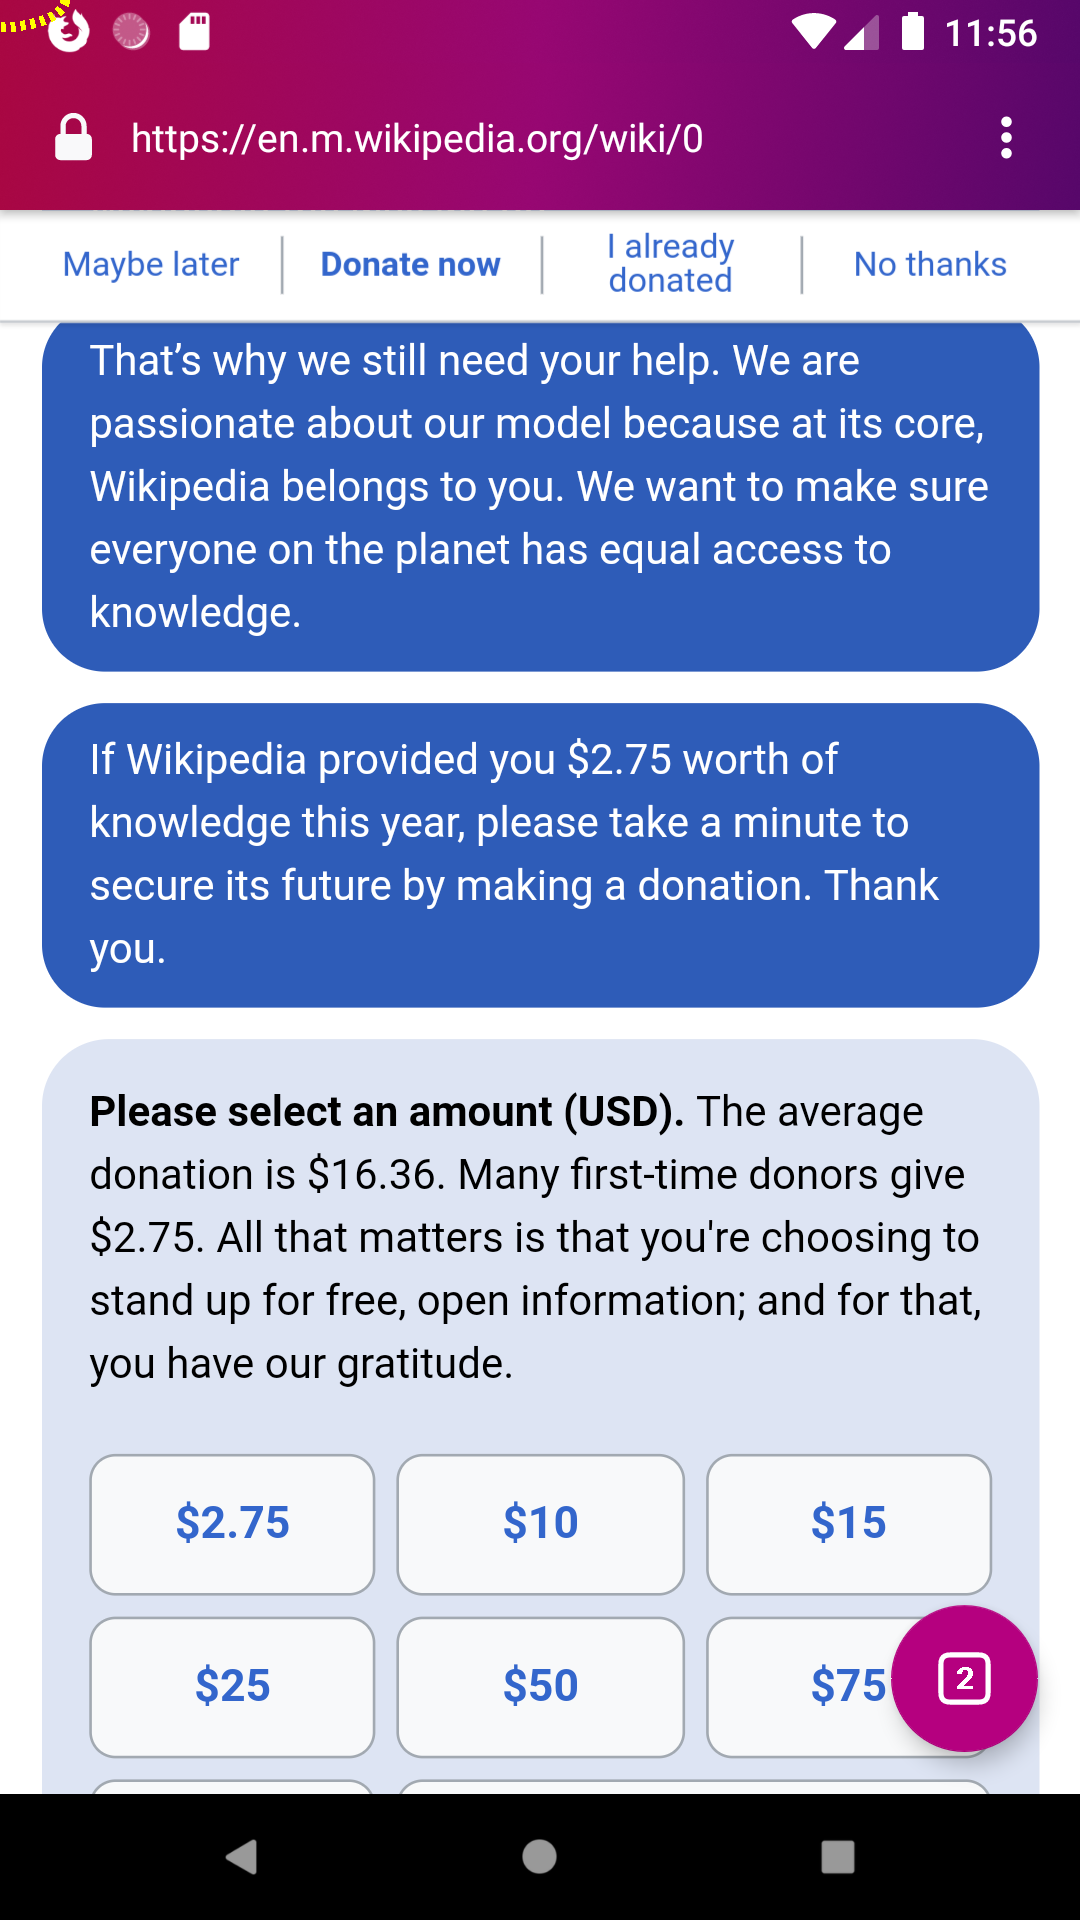 11:56
https://en.m.wikipedia.org/wiki/0
Maybe later
Donate now
I already
donated
No thanks
That’s why we still need your help. We are
passionate about our model because at its core,
Wikipedia belongs to you. We want to make sure
everyone on the planet has equal access to
knowledge.
If Wikipedia provided you $2.75 worth of
knowledge this year, please take a minute to
secure its future by making a donation. Thank
you.
Please select an amount (USD). The average
donation is $16.36. Many first-time donors give
$2.75. All that matters is that you're choosing to
stand up for free, open information; and for that,
you have our gratitude.
$2.75
$10
$15
$25
$50
$75
2